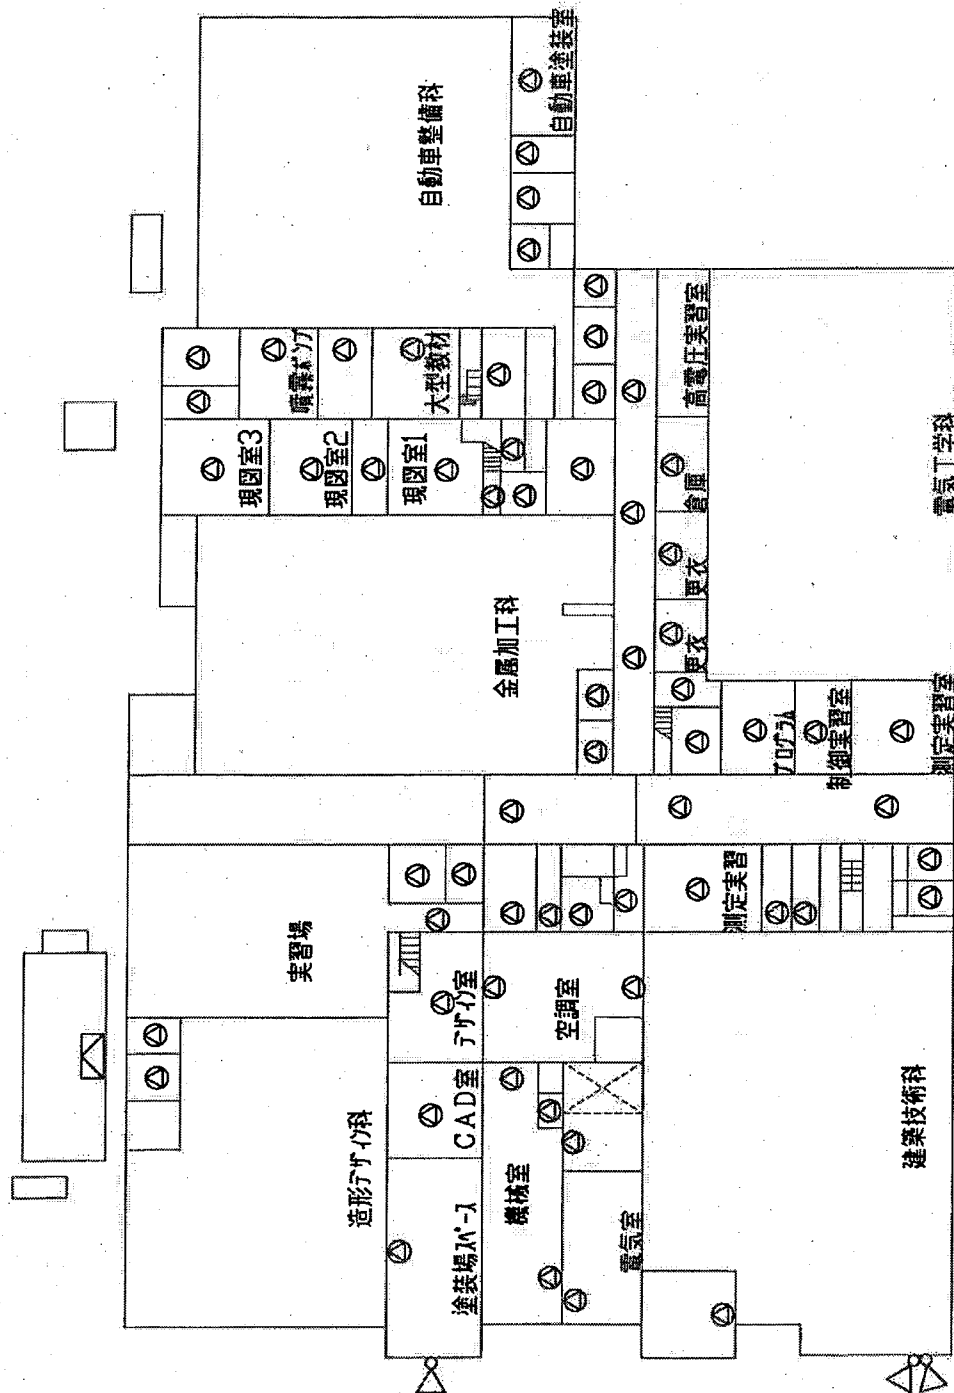 自動車塗装室
自動車整備科
高電圧実習室
噴霧ポンプ
大型教材
現図室3
現図室2
現図室1
倉庫
更衣
更衣
電気工学科
金属加工科
プログラム
制御実習室
測定実習室
実習場
測定実習
デザイン室
空調室
造形デザイン科
CAD室
塗装場スペース
機械室
電気室
建築技術科